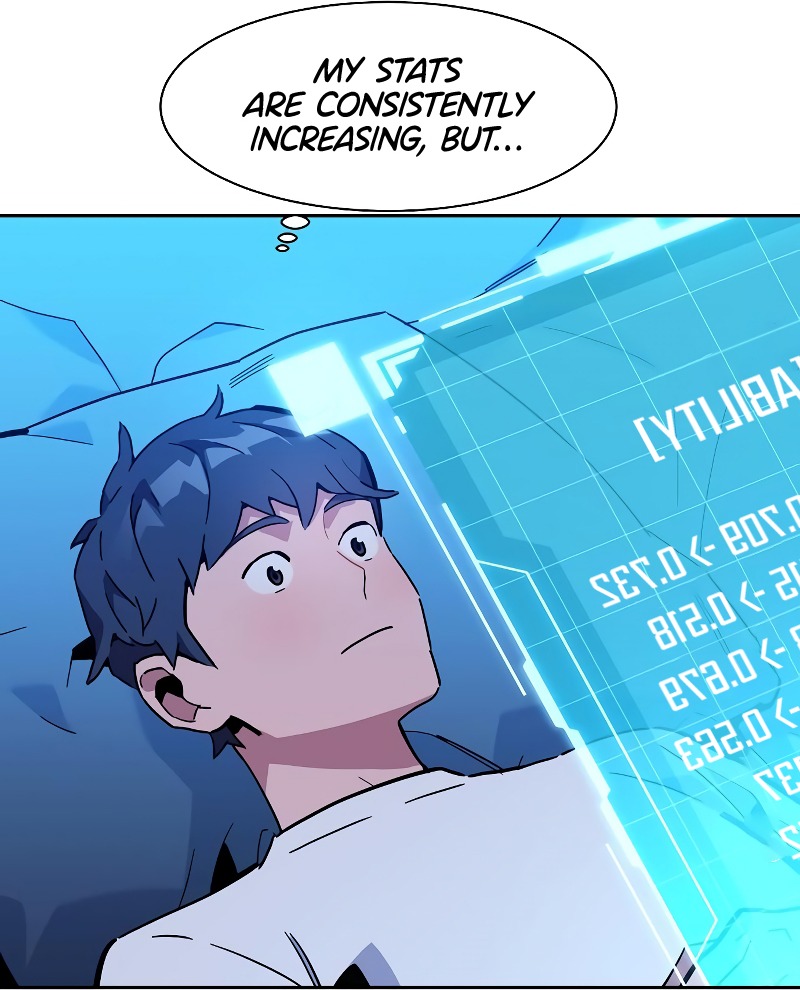 MY STATS
ARE CONSISTENTLY
INCREASING, BUT...
ABILITY]
0.709 -> 0.732
-> 0.518
-> 0.679
-> 0.563